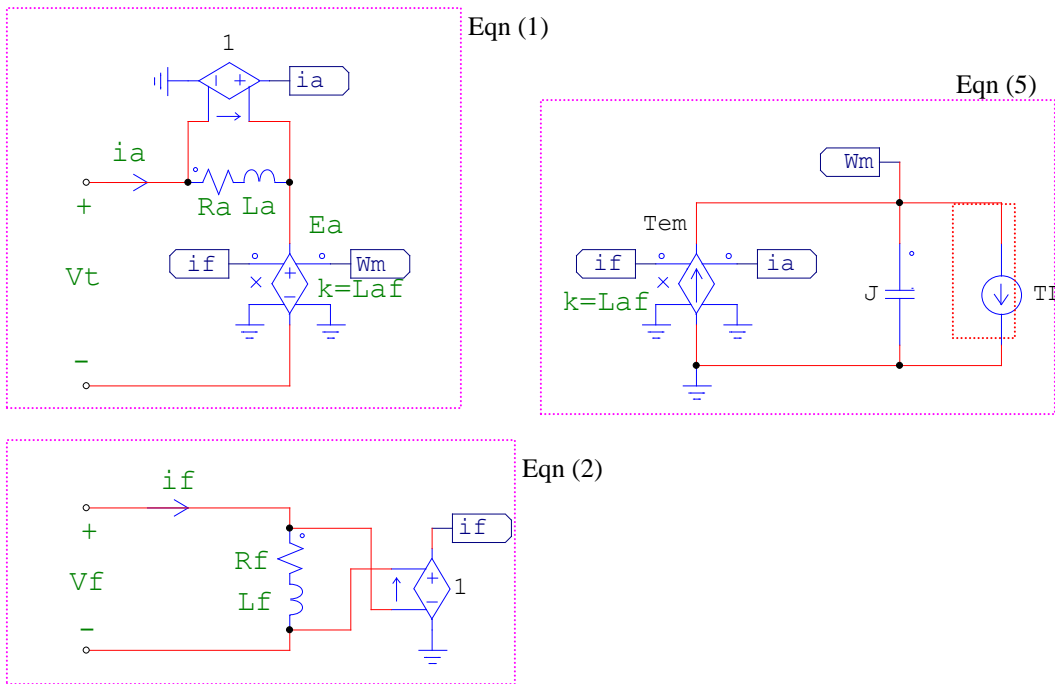 Eqn (1)
1
ia
ia
+
Ra
La
Ea
if
Wm
×
+
−
k=Laf
Vt
-
Eqn (5)
Wm
Tem
if
ia
×
k=Laf
J
Eqn (2)
if
if
+
Rf
Vf
Lf
+
−
1
-